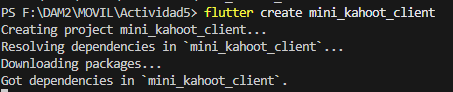 PS F:\DAM2\MOVIL\Actividad5> flutter create mini_kahoot_client
Creating project mini_kahoot_client...
Resolving dependencies in `mini_kahoot_client`...
Downloading packages...
Got dependencies in `mini_kahoot_client`.